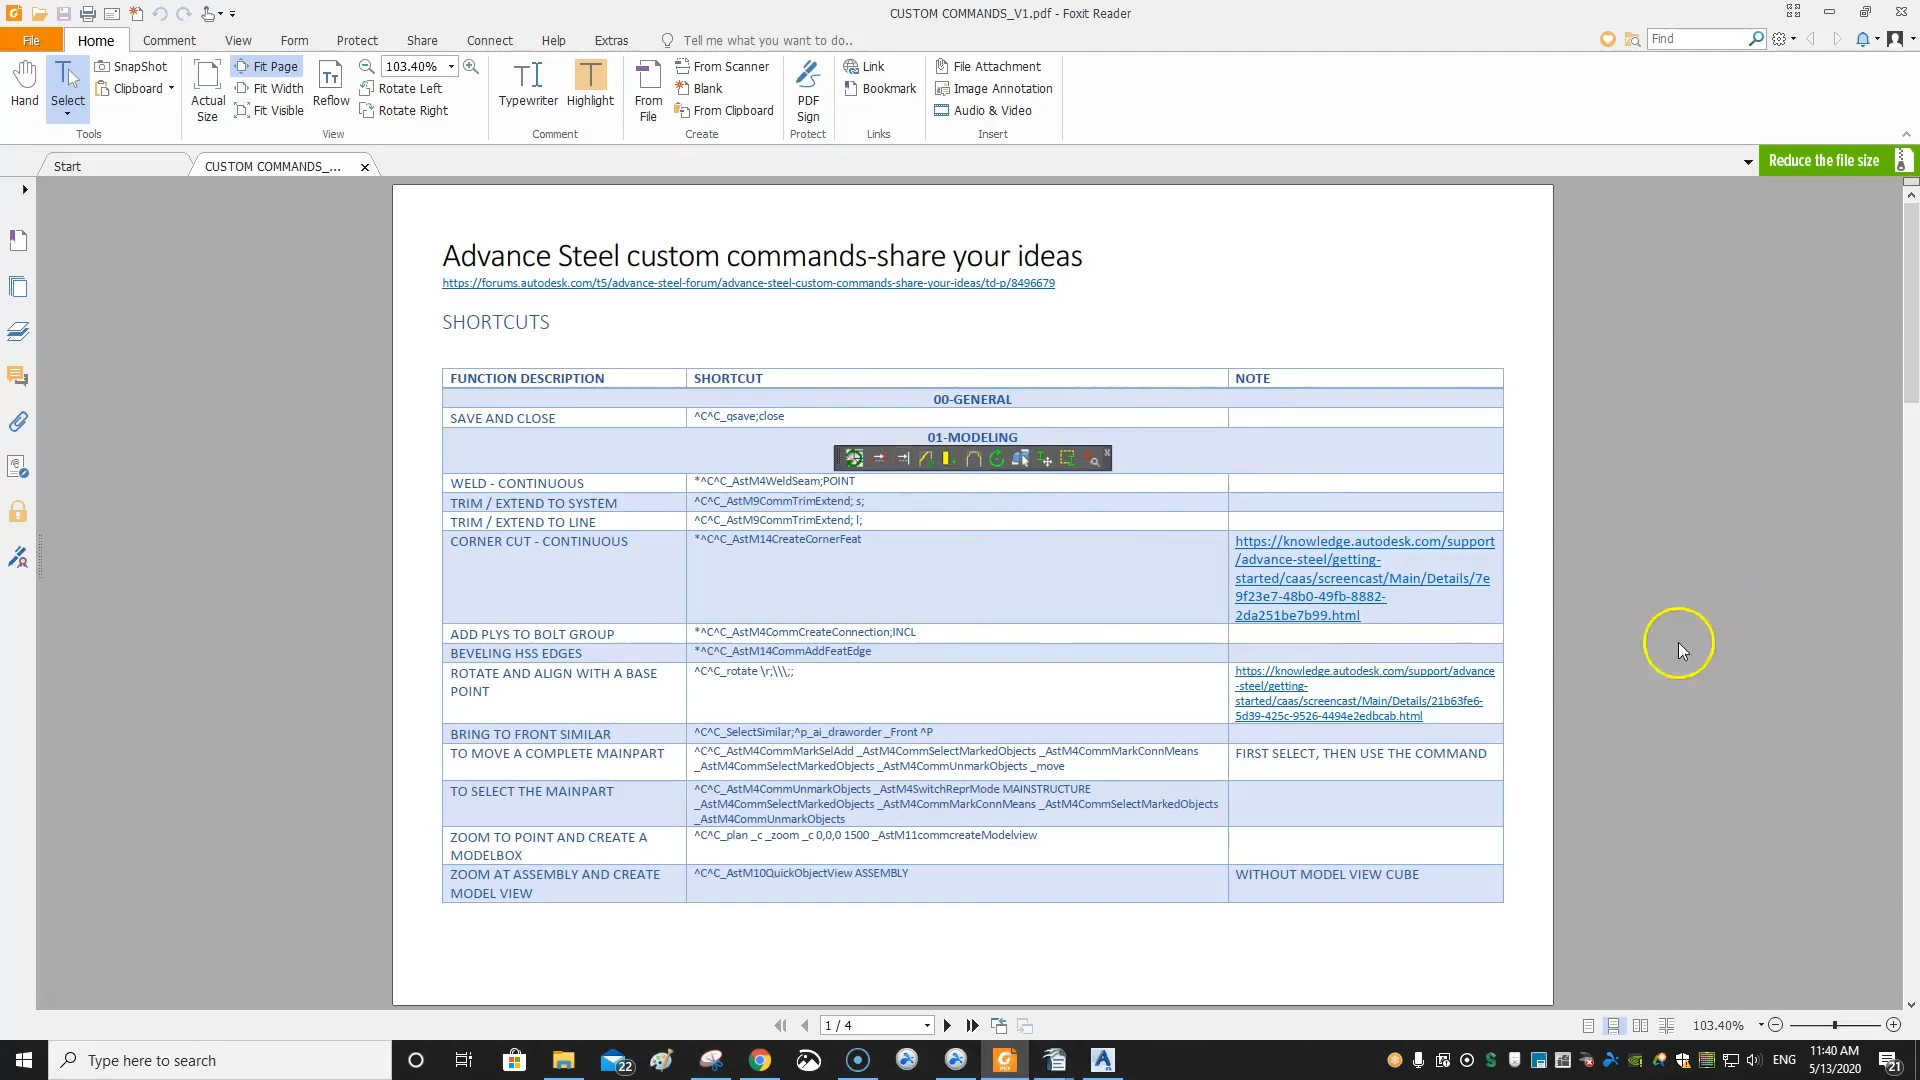 CUSTOM COMMANDS_V1.pdf - Foxit Reader
File Home Comment View Form Protect Share Connect Help Extras Tell me what you want to do.. Find
Hand
Select
SnapShot
Clipboard
Tools
Actual Size
Fit Page
Fit Width
Fit Visible
Reflow
103.40%
Rotate Left
Rotate Right
View
Typewriter
Highlight
Comment
From File
From Scanner
Blank
From Clipboard
Create
PDF Sign
Protect
Link
Bookmark
Links
File Attachment
Image Annotation
Audio & Video
Insert
Start CUSTOM COMMANDS_... Reduce the file size
Advance Steel custom commands-share your ideas
https://forums.autodesk.com/t5/advance-steel-forum/advance-steel-custom-commands-share-your-ideas/td-p/8496679
SHORTCUTS
FUNCTION DESCRIPTION SHORTCUT NOTE
00-GENERAL
SAVE AND CLOSE ^C^C_qsave;close
01-MODELING
WELD - CONTINUOUS *^C^C_AstM4WeldSeam;POINT
TRIM / EXTEND TO SYSTEM ^C^C_AstM9CommTrimExtend; s;
TRIM / EXTEND TO LINE ^C^C_AstM9CommTrimExtend; l;
CORNER CUT - CONTINUOUS *^C^C_AstM14CreateCornerFeat https://knowledge.autodesk.com/support
/advance-steel/getting-
started/caas/screencast/Main/Details/7e
9f23e7-48b0-49fb-8882-
2da251be7b99.html
ADD PLYS TO BOLT GROUP *^C^C_AstM4CommCreateConnection;INCL
BEVELING HSS EDGES *^C^C_AstM14CommAddFeatEdge
ROTATE AND ALIGN WITH A BASE
POINT
^C^C_rotate \r;\\\;;
https://knowledge.autodesk.com/support/advance
-steel/getting-
started/caas/screencast/Main/Details/21b63fe6-
5d39-425c-9526-4494e2edbcab.html
BRING TO FRONT SIMILAR ^C^C_SelectSimilar;^p_ai_draworder _Front ^P
TO MOVE A COMPLETE MAINPART
^C^C_AstM4CommMarkSelAdd _AstM4CommSelectMarkedObjects _AstM4CommMarkConnMeans
_AstM4CommSelectMarkedObjects _AstM4CommUnmarkObjects _move
FIRST SELECT, THEN USE THE COMMAND
TO SELECT THE MAINPART
^C^C_AstM4CommUnmarkObjects _AstM4SwitchReprMode MAINSTRUCTURE
_AstM4CommSelectMarkedObjects _AstM4CommMarkConnMeans _AstM4CommSelectMarkedObjects
_AstM4CommUnmarkObjects
ZOOM TO POINT AND CREATE A
MODELBOX
^C^C_plan _c _zoom _c 0,0,0 1500 _AstM11commcreateModelview
ZOOM AT ASSEMBLY AND CREATE
MODEL VIEW
^C^C_AstM10QuickObjectView ASSEMBLY
WITHOUT MODEL VIEW CUBE
1 / 4 103.40%
Type here to search
22
ENG
11:40 AM
5/13/2020
21